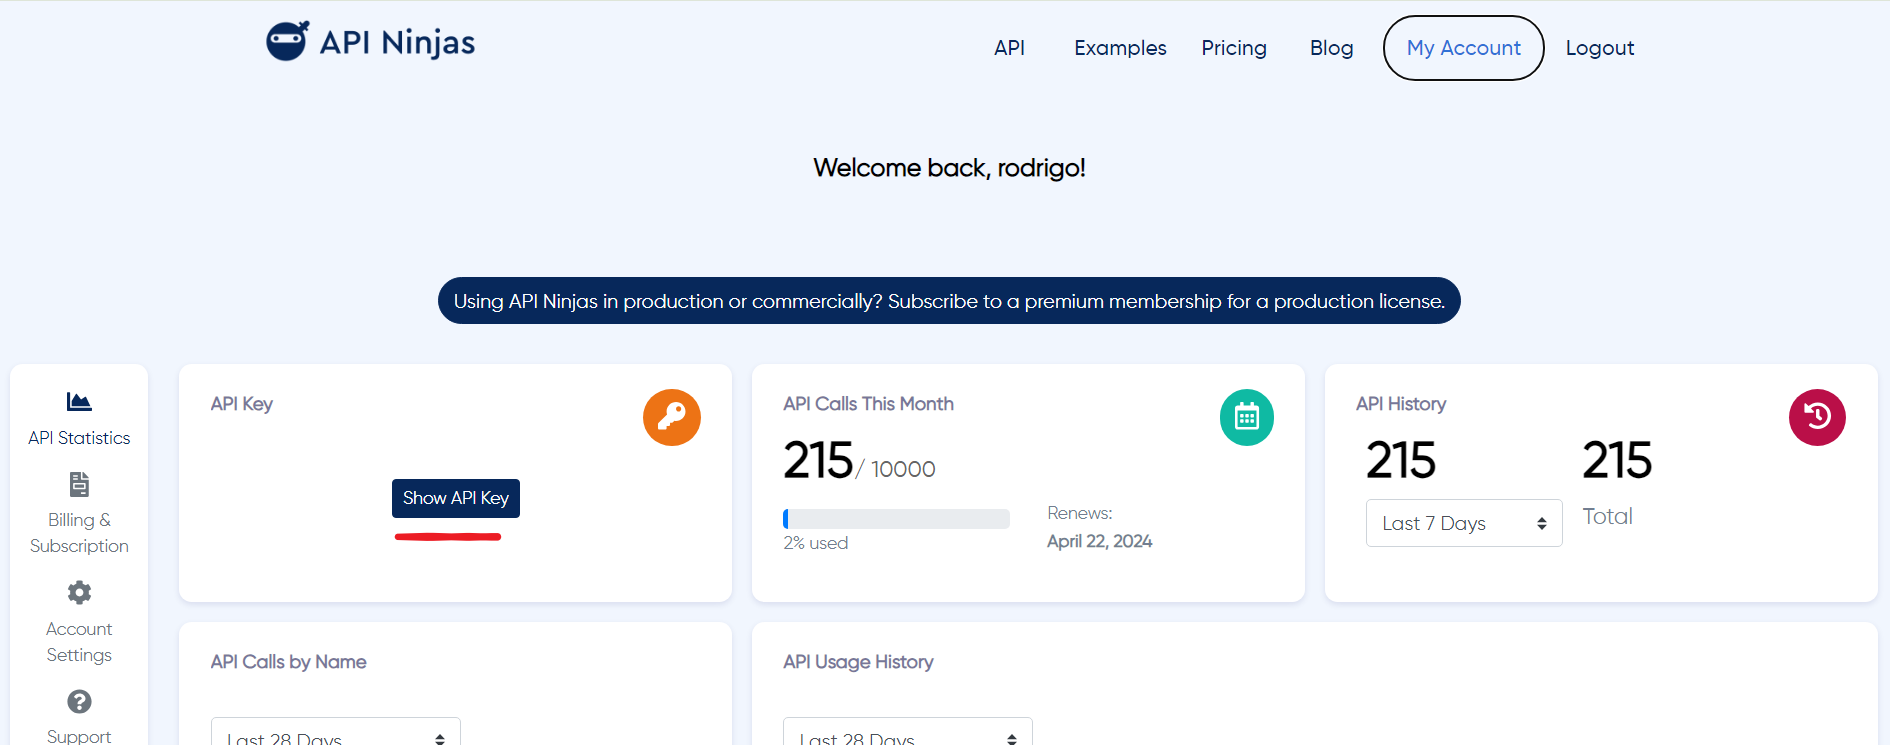 API Ninjas
API
Examples
Pricing
Blog
My Account
Logout
Welcome back, rodrigo!
Using API Ninjas in production or commercially? Subscribe to a premium membership for a production license.
API Statistics
Billing &
Subscription
Account
Settings
Support
API Key
Show API Key
API Calls This Month
215/ 10000
2% used
Renews:
April 22, 2024
API History
215
Last 7 Days
215
Total
API Calls by Name
Last 28 Days
API Usage History
Last 28 Days